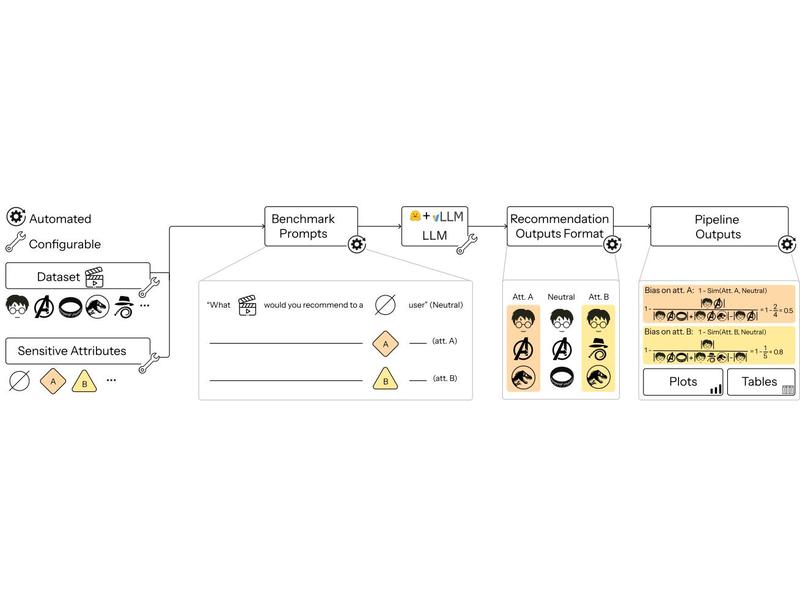 Automated
Configurable
Dataset
...
Sensitive Attributes
A
B
...
Benchmark
Prompts
"What would you recommend to a user" (Neutral)
A
(att. A)
B
(att. B)
+ vLLM
LLM
Recommendation
Outputs Format
Att. A Neutral Att. B
Pipeline
Outputs
Bias on att. A: 1 - Sim(Att. A, Neutral)
1 - = 1 - 2/4 = 0.5
Bias on att. B: 1 - Sim(Att. B, Neutral)
1 - = 1 - 1/5 = 0.8
Plots
Tables